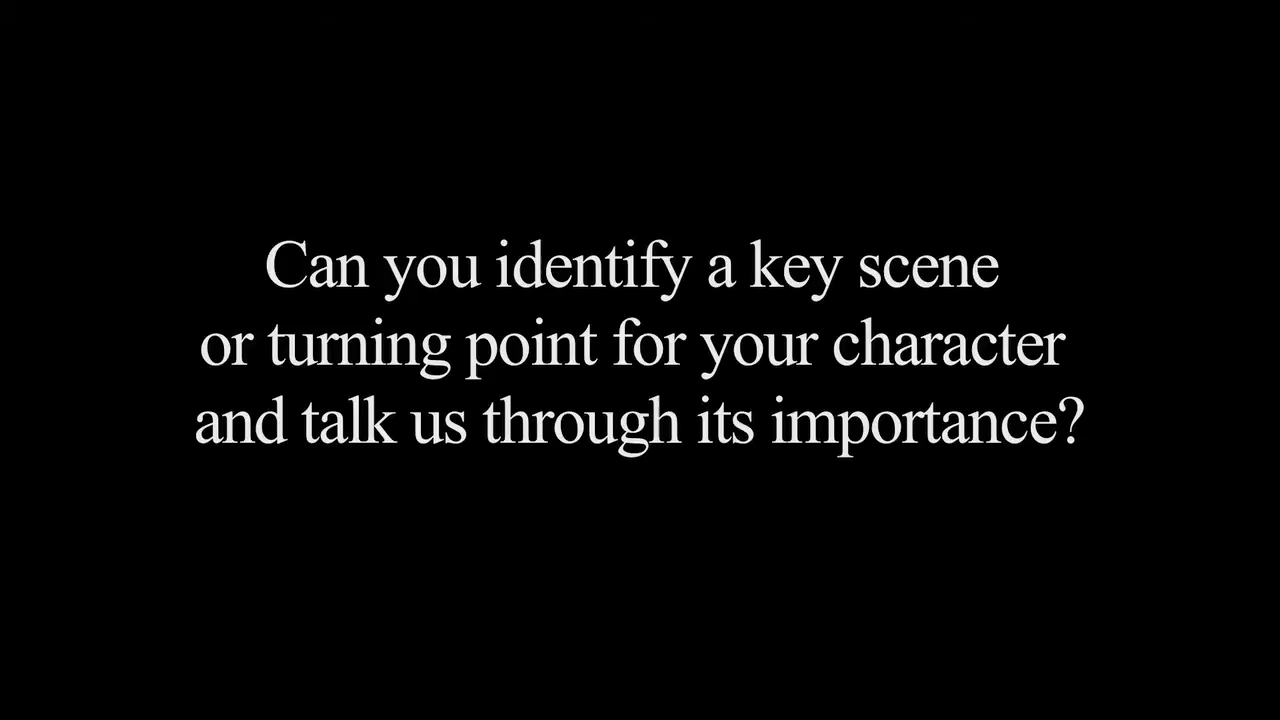 Can you identify a key scene
or turning point for your character
and talk us through its importance?